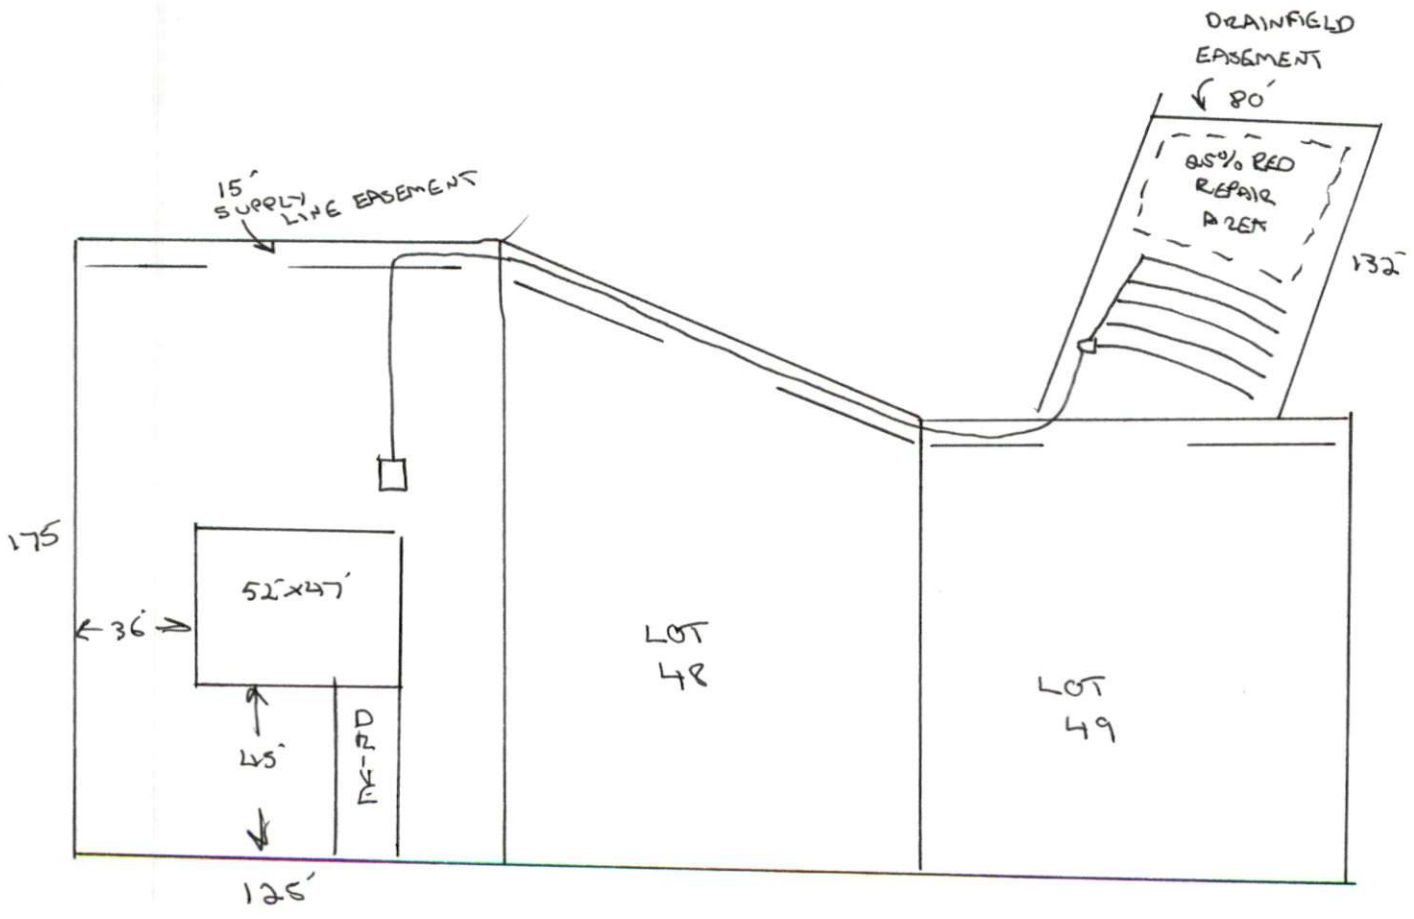 DRAINFIELD
EASEMENT
80'
25% RED
REPAIR
AREA
132'
15'
SUPPLY
LINE EASEMENT
175'
52'x47'
36'
45'
DRIVE
125'
LOT
48
LOT
49